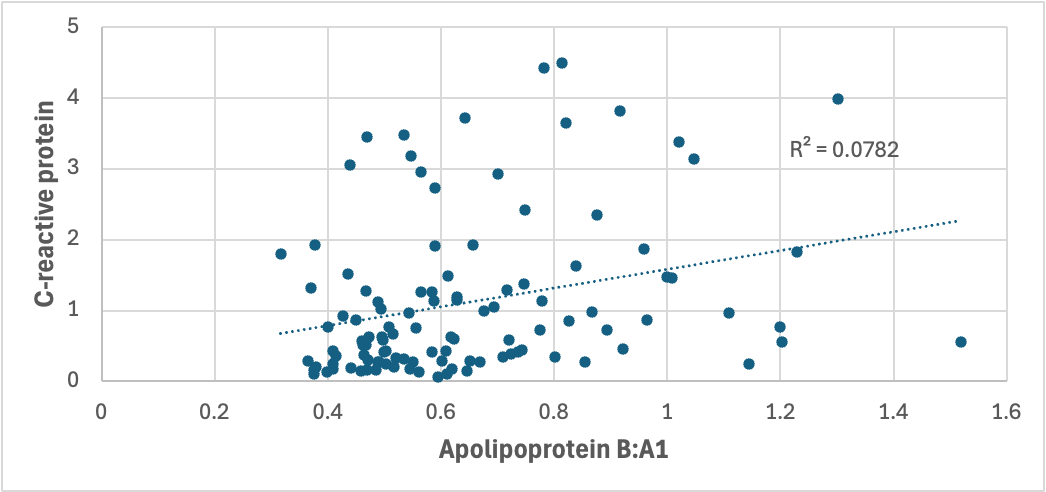 5
4
3
2
1
0
C-reactive protein
R² = 0.0782
0 0.2 0.4 0.6 0.8 1 1.2 1.4 1.6
Apolipoprotein B:A1